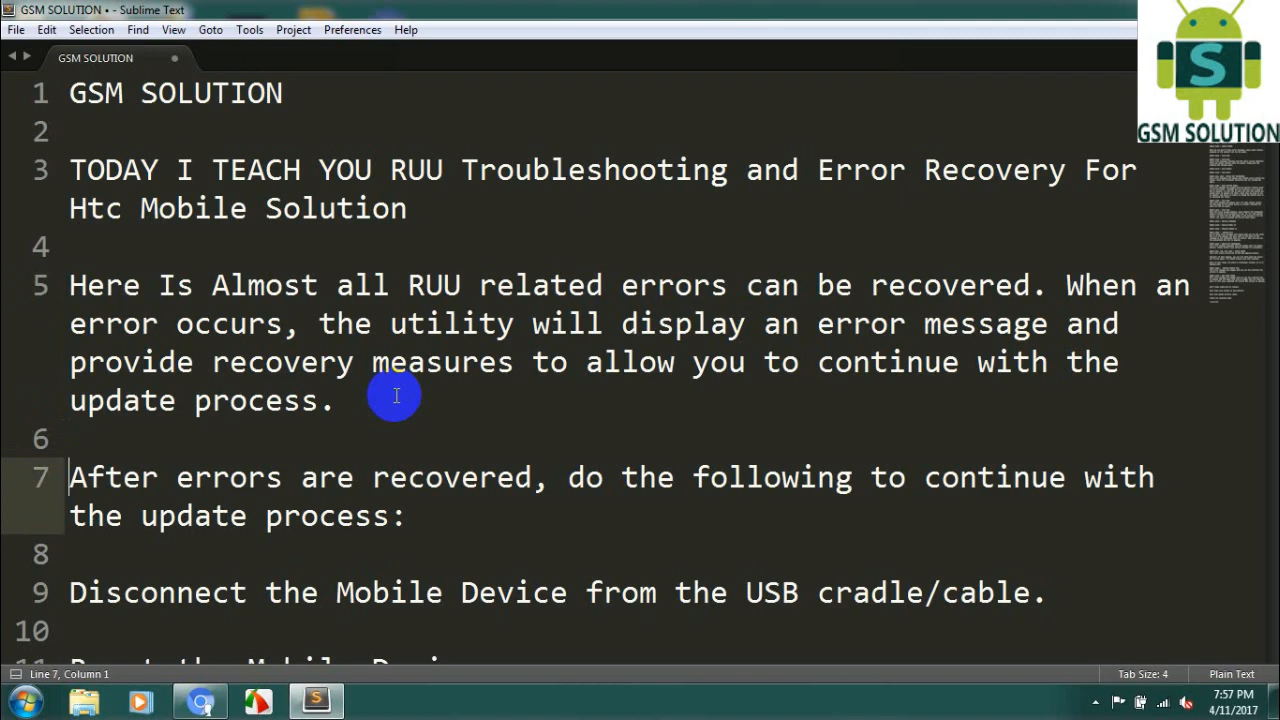 GSM SOLUTION • - Sublime Text
File Edit Selection Find View Goto Tools Project Preferences Help
GSM SOLUTION
S
GSM SOLUTION
1 GSM SOLUTION
2
3 TODAY I TEACH YOU RUU Troubleshooting and Error Recovery For
Htc Mobile Solution
4
5 Here Is Almost all RUU related errors can be recovered. When an
error occurs, the utility will display an error message and
provide recovery measures to allow you to continue with the
update process.
6
7 After errors are recovered, do the following to continue with
the update process:
8
9 Disconnect the Mobile Device from the USB cradle/cable.
10
Line 7, Column 1 Tab Size: 4 Plain Text
7:57 PM
4/11/2017